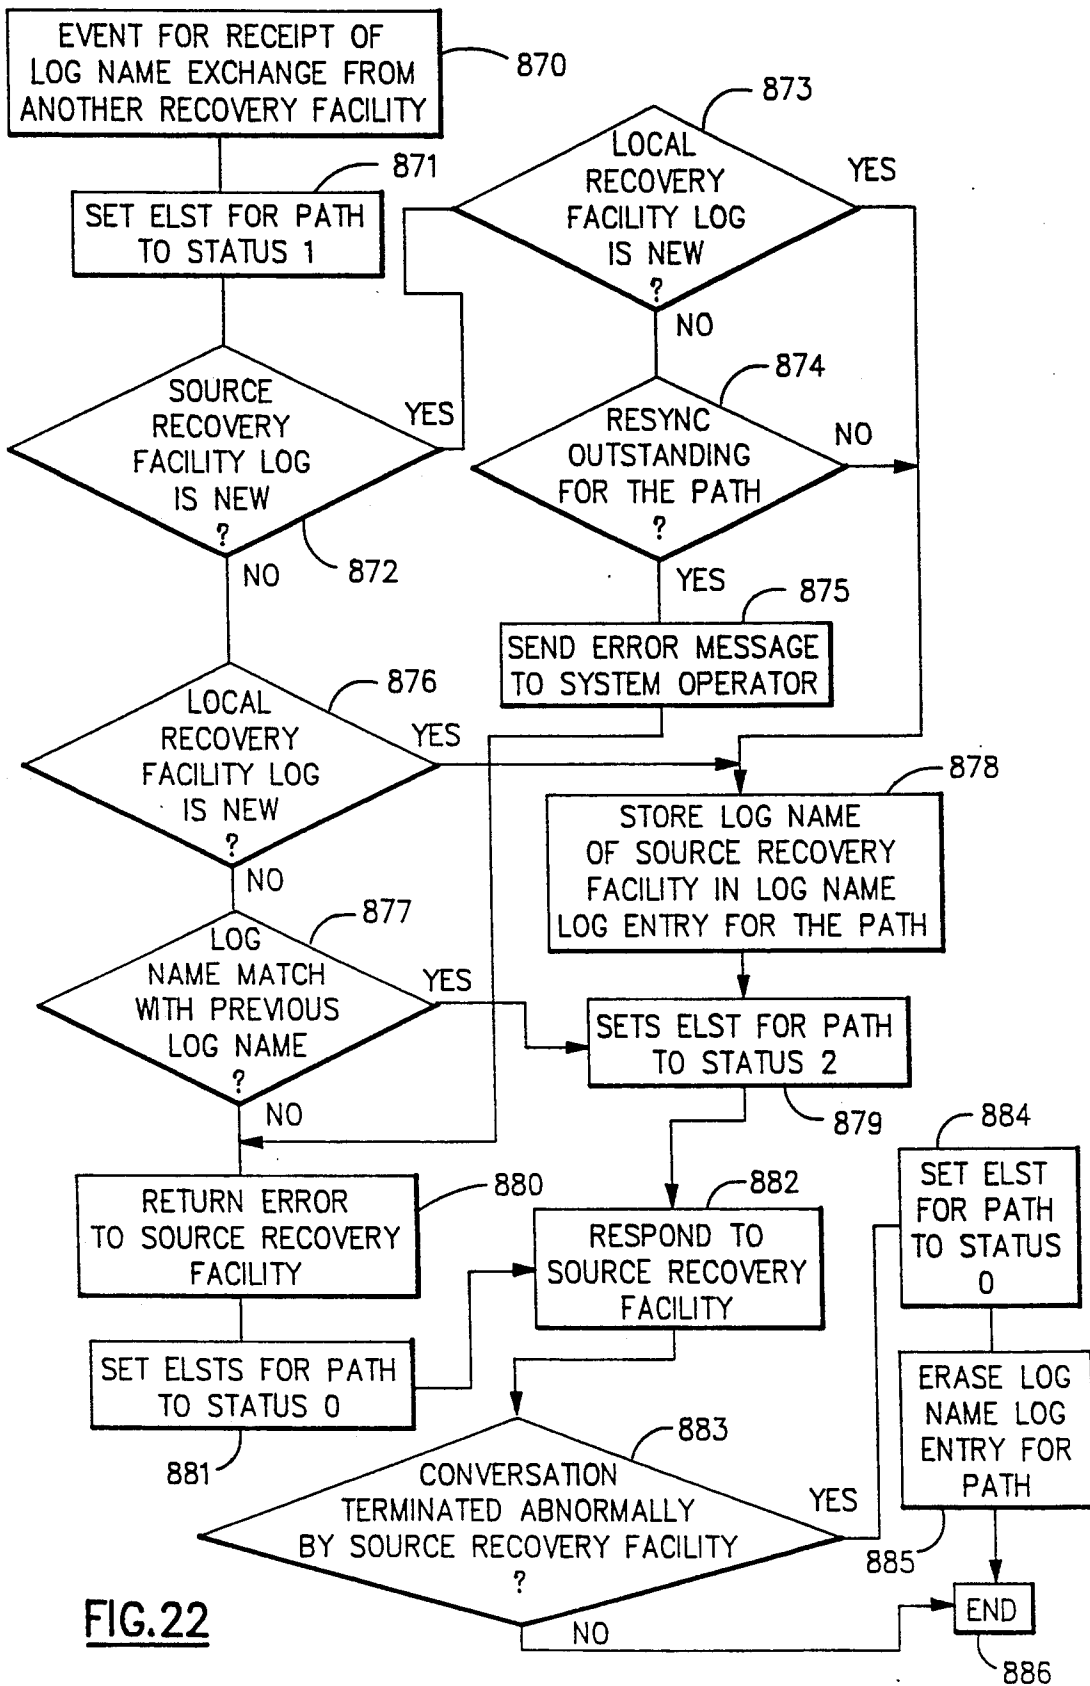 EVENT FOR RECEIPT OF
LOG NAME EXCHANGE FROM
ANOTHER RECOVERY FACILITY
870
871
SET ELST FOR PATH
TO STATUS 1
SOURCE
RECOVERY
FACILITY LOG
IS NEW
?
YES
NO
872
873
LOCAL
RECOVERY
FACILITY LOG
IS NEW
?
YES
NO
874
RESYNC
OUTSTANDING
FOR THE PATH
?
NO
YES
875
SEND ERROR MESSAGE
TO SYSTEM OPERATOR
876
LOCAL
RECOVERY
FACILITY LOG
IS NEW
?
YES
NO
877
LOG
NAME MATCH
WITH PREVIOUS
LOG NAME
?
YES
NO
878
STORE LOG NAME
OF SOURCE RECOVERY
FACILITY IN LOG NAME
LOG ENTRY FOR THE PATH
SETS ELST FOR PATH
TO STATUS 2
879
880
RETURN ERROR
TO SOURCE RECOVERY
FACILITY
SET ELSTS FOR PATH
TO STATUS 0
881
882
RESPOND TO
SOURCE RECOVERY
FACILITY
883
CONVERSATION
TERMINATED ABNORMALLY
BY SOURCE RECOVERY FACILITY
?
YES
NO
884
SET ELST
FOR PATH
TO STATUS
0
ERASE LOG
NAME LOG
ENTRY FOR
PATH
885
END
886
FIG.22